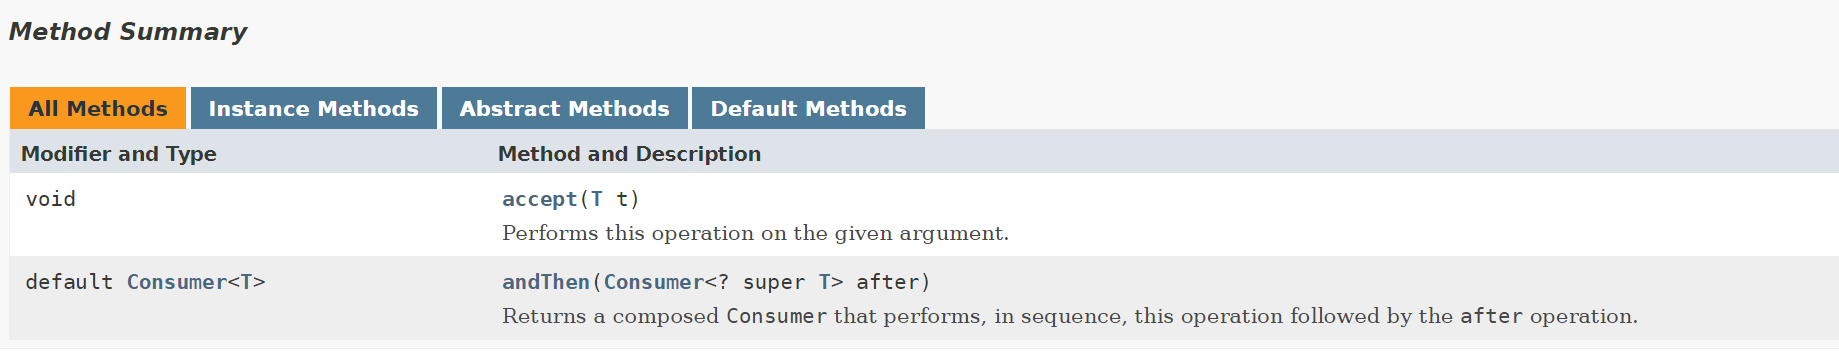 Method Summary
All Methods Instance Methods Abstract Methods Default Methods
Modifier and Type Method and Description
void accept(T t)
Performs this operation on the given argument.
default Consumer<T> andThen(Consumer<? super T> after)
Returns a composed Consumer that performs, in sequence, this operation followed by the after operation.